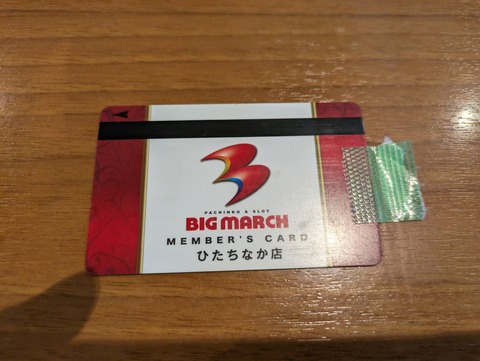 PACHINKO & SLOT
BIG MARCH
MEMBER'S CARD
ひたちなか店